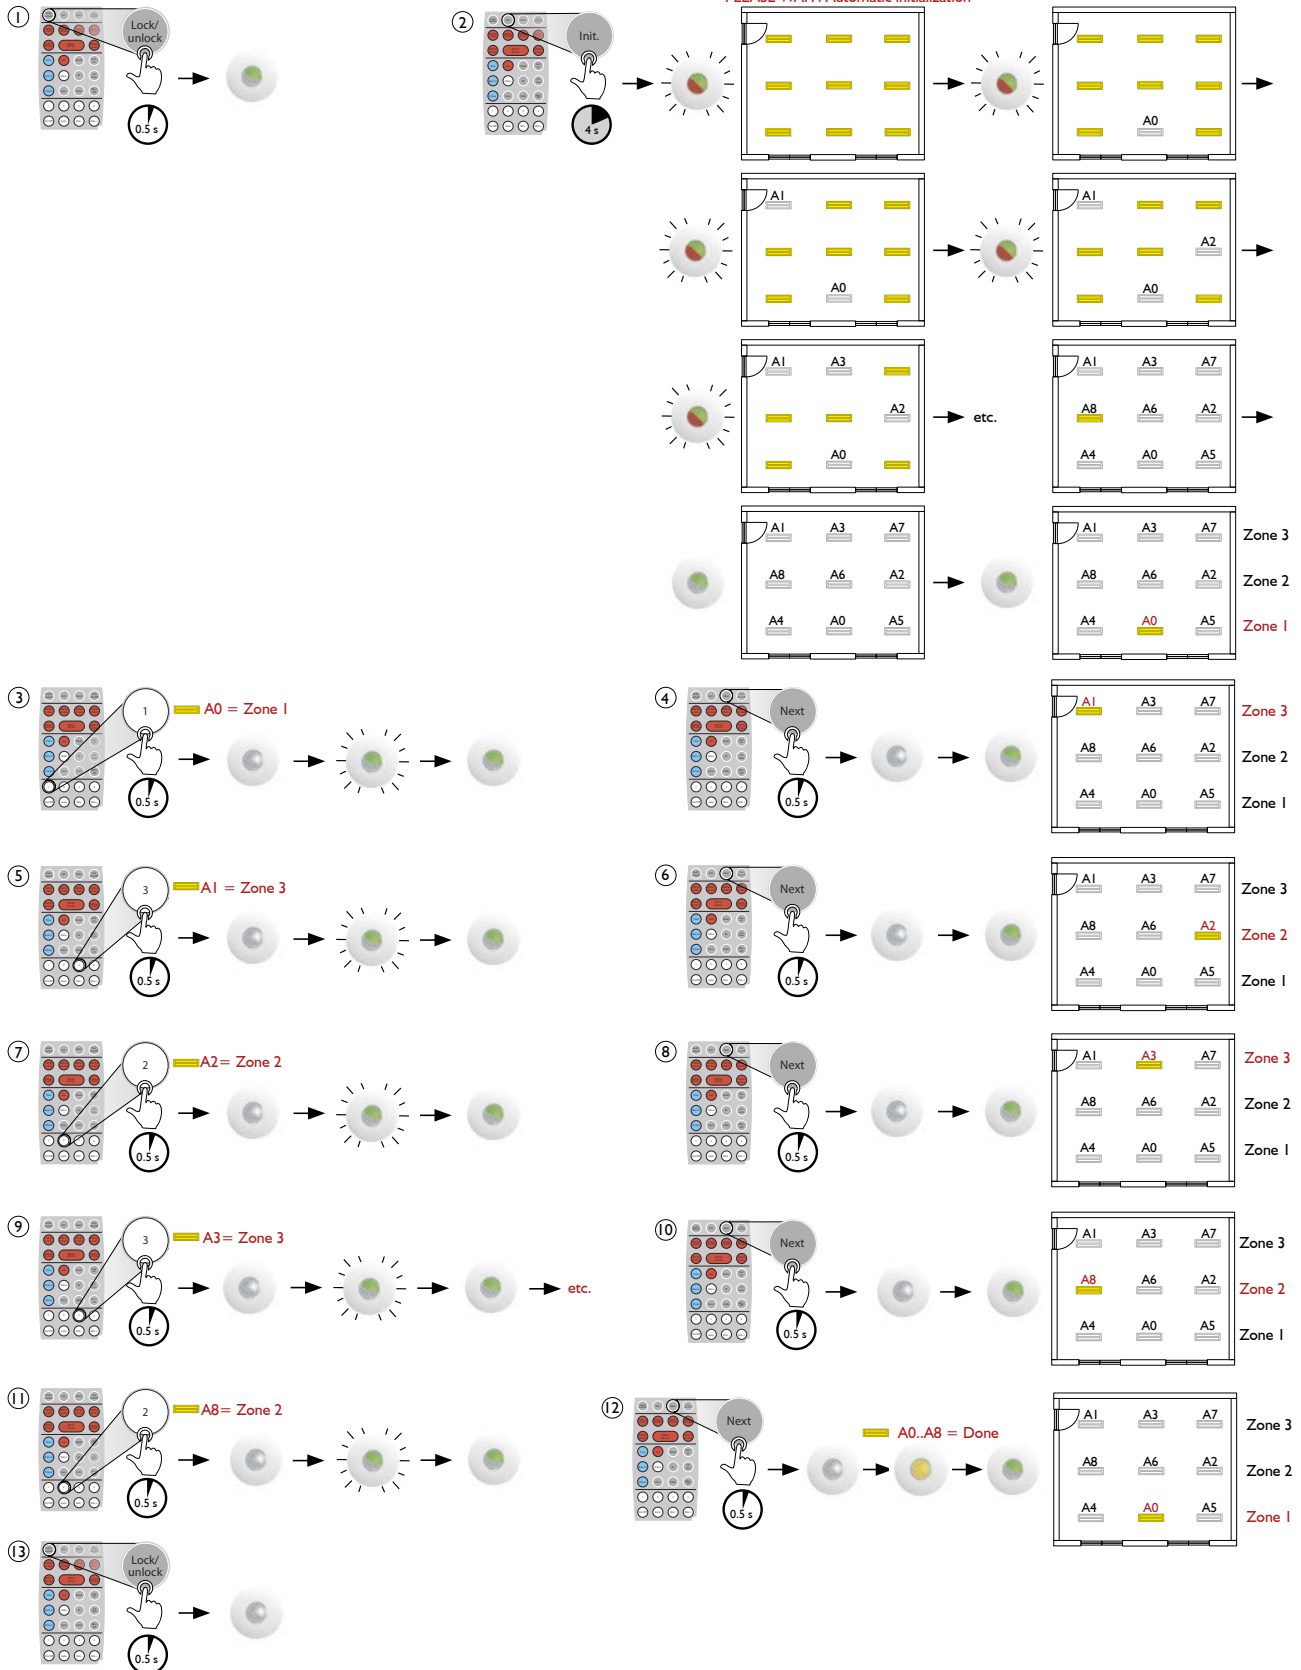 PLEASE WAIT: Automatic initialization
1
Lock/
unlock
0.5 s
2
Init.
4 s
A0
A1
A0
A1
A2
A0
A1 A3
A2
A0
etc.
A1 A3 A7
A8 A6 A2
A4 A0 A5
A1 A3 A7
A8 A6 A2
A4 A0 A5
A1 A3 A7 Zone 3
A8 A6 A2 Zone 2
A4 A0 A5 Zone 1
3
1
A0 = Zone 1
0.5 s
4
Next
0.5 s
A1 A3 A7 Zone 3
A8 A6 A2 Zone 2
A4 A0 A5 Zone 1
5
3
A1 = Zone 3
0.5 s
6
Next
0.5 s
A1 A3 A7 Zone 3
A8 A6 A2 Zone 2
A4 A0 A5 Zone 1
7
2
A2= Zone 2
0.5 s
8
Next
0.5 s
A1 A3 A7 Zone 3
A8 A6 A2 Zone 2
A4 A0 A5 Zone 1
9
3
A3= Zone 3
0.5 s
etc.
10
Next
0.5 s
A1 A3 A7 Zone 3
A8 A6 A2 Zone 2
A4 A0 A5 Zone 1
11
2
A8= Zone 2
0.5 s
12
Next
0.5 s
A0..A8 = Done
A1 A3 A7 Zone 3
A8 A6 A2 Zone 2
A4 A0 A5 Zone 1
13
Lock/
unlock
0.5 s